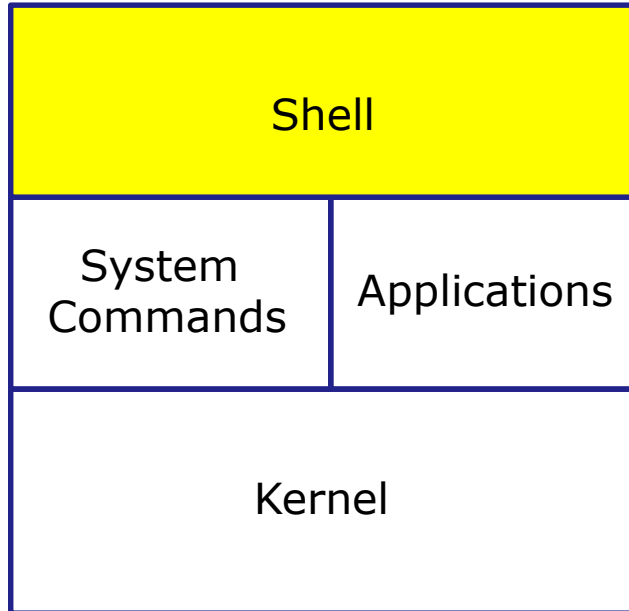 Shell
System
Commands
Applications
Kernel